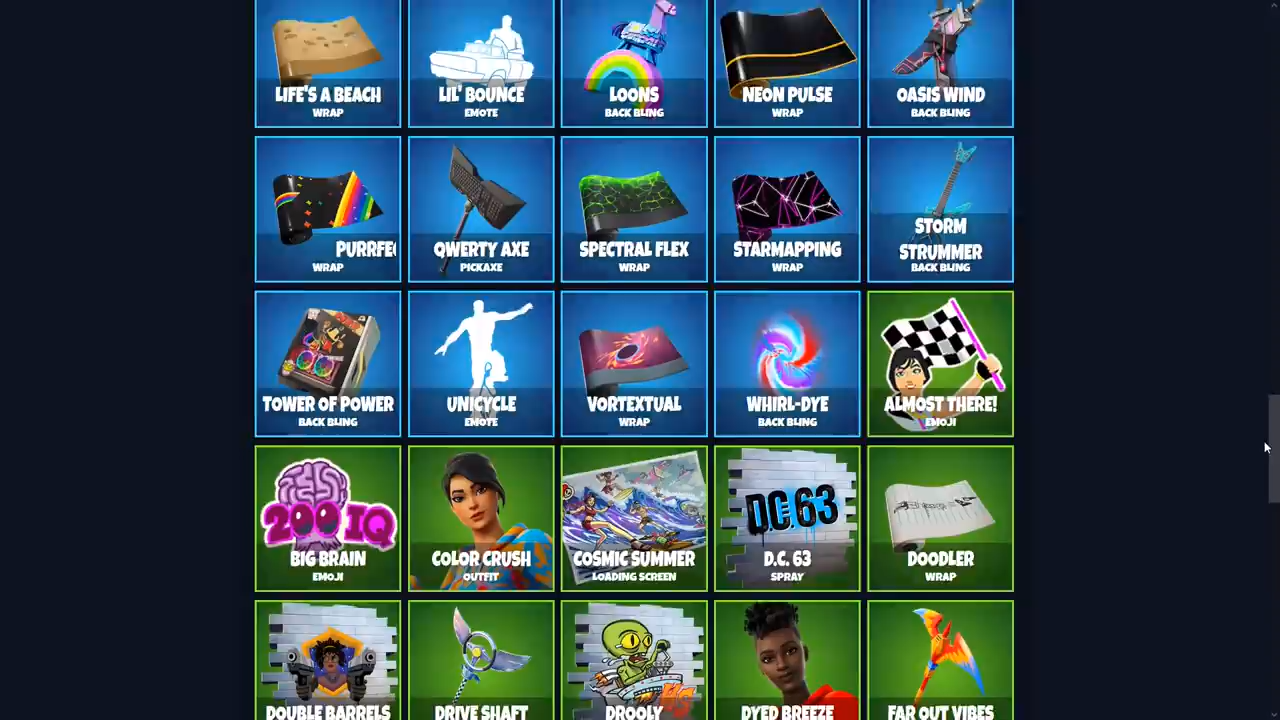 LIFE'S A BEACH
WRAP
LIL' BOUNCE
EMOTE
LOONS
BACK BLING
NEON PULSE
WRAP
OASIS WIND
BACK BLING
PURRFEC
WRAP
QWERTY AXE
PICKAXE
SPECTRAL FLEX
WRAP
STARMAPPING
WRAP
STORM
STRUMMER
BACK BLING
TOWER OF POWER
BACK BLING
UNICYCLE
EMOTE
VORTEXTUAL
WRAP
WHIRL-DYE
BACK BLING
ALMOST THERE!
EMOJI
200 IQ
BIG BRAIN
EMOJI
COLOR CRUSH
OUTFIT
COSMIC SUMMER
LOADING SCREEN
D.C. 63
D.C. 63
SPRAY
DOODLER
WRAP
DOUBLE BARRELS
DRIVE SHAFT
DROOLY
DYED BREEZE
FAR OUT VIBES